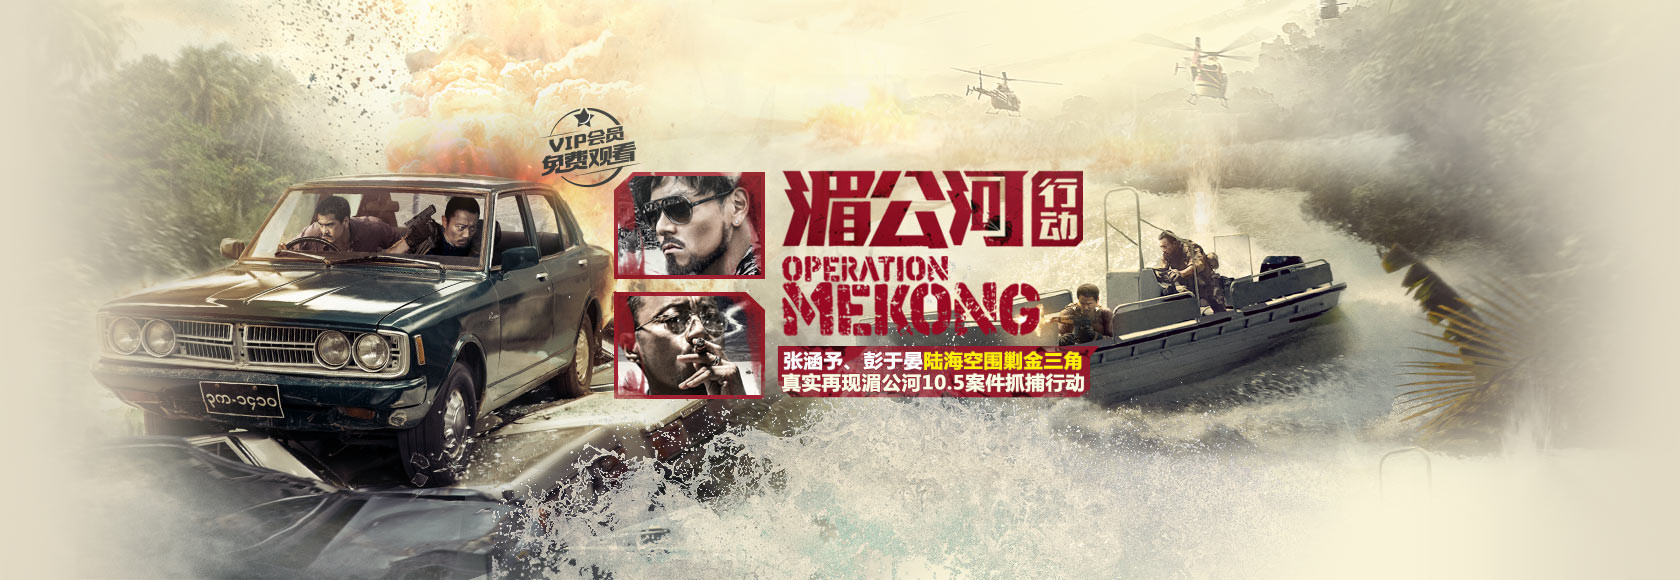 VIP会员
免费观看
湄公河
行动
OPERATION
MEKONG
张涵予、彭于晏陆海空围剿金三角
真实再现湄公河10.5案件抓捕行动